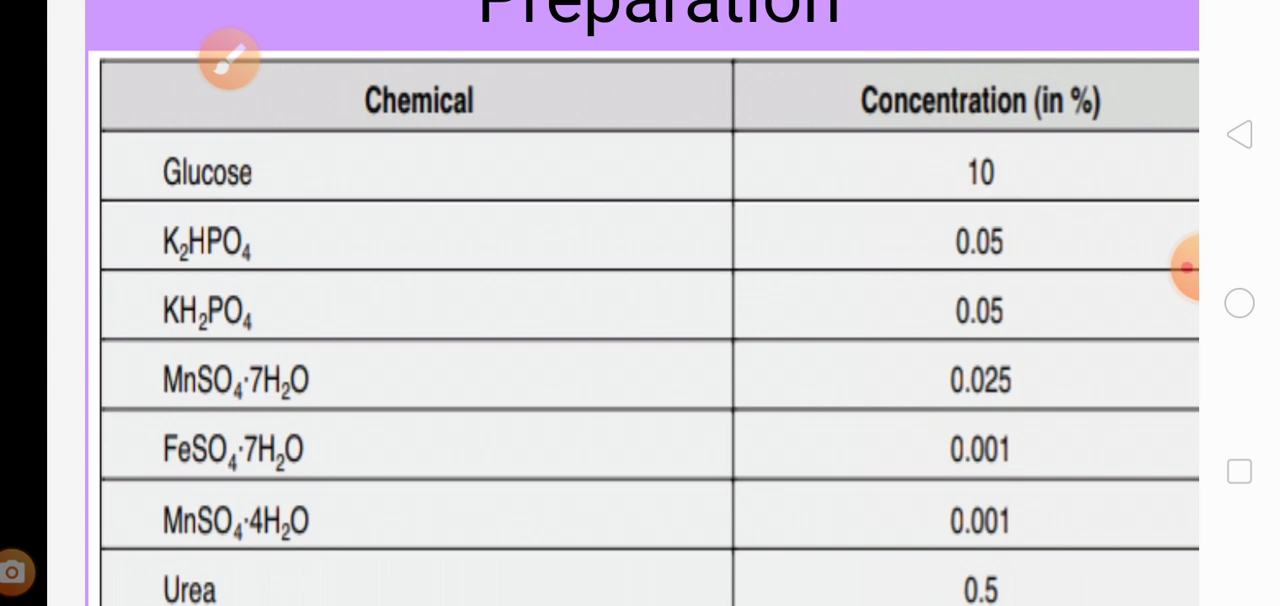 Preparation
Chemical Concentration (in %)
Glucose 10
K₂HPO₄ 0.05
KH₂PO₄ 0.05
MnSO₄·7H₂O 0.025
FeSO₄·7H₂O 0.001
MnSO₄·4H₂O 0.001
Urea 0.5